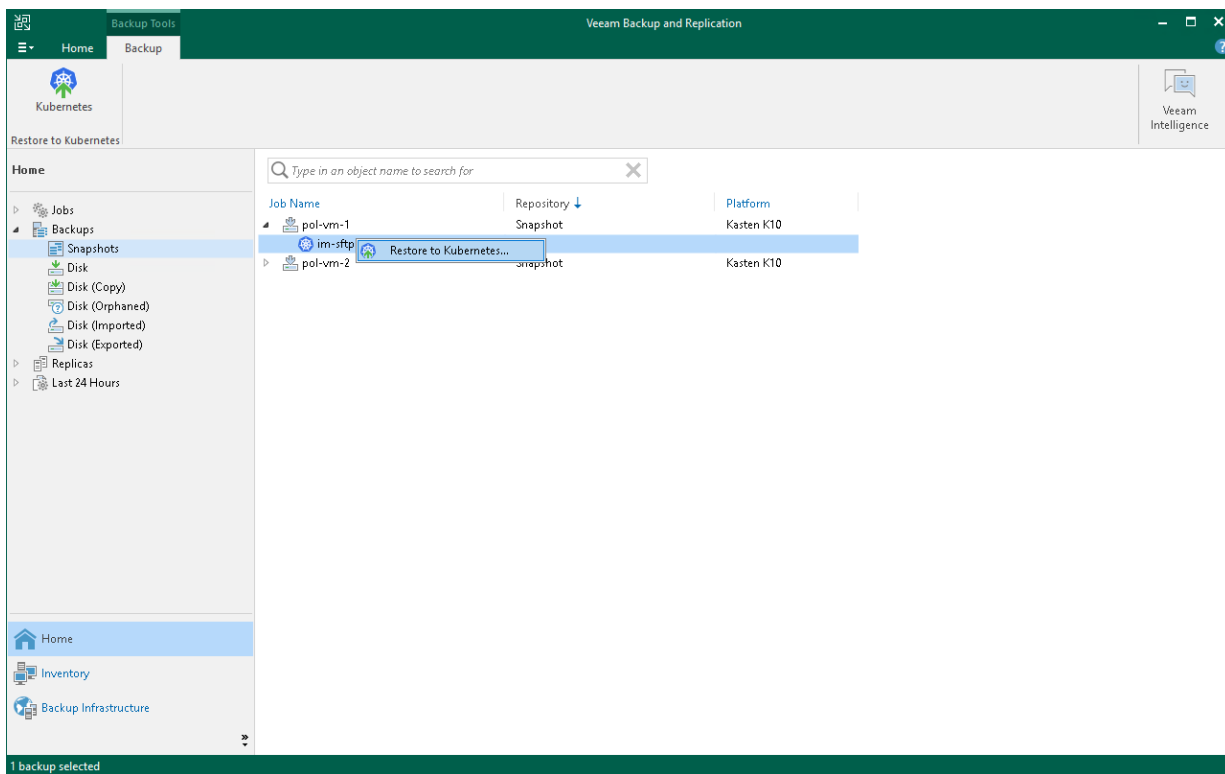 Backup Tools
Veeam Backup and Replication
Home
Backup
Kubernetes
Restore to Kubernetes
Veeam
Intelligence
Home
Type in an object name to search for
Jobs
Backups
Snapshots
Disk
Disk (Copy)
Disk (Orphaned)
Disk (Imported)
Disk (Exported)
Replicas
Last 24 Hours
Job Name Repository Platform
pol-vm-1 Snapshot Kasten K10
im-sftp
Restore to Kubernetes...
pol-vm-2 Snapshot Kasten K10
Home
Inventory
Backup Infrastructure
1 backup selected